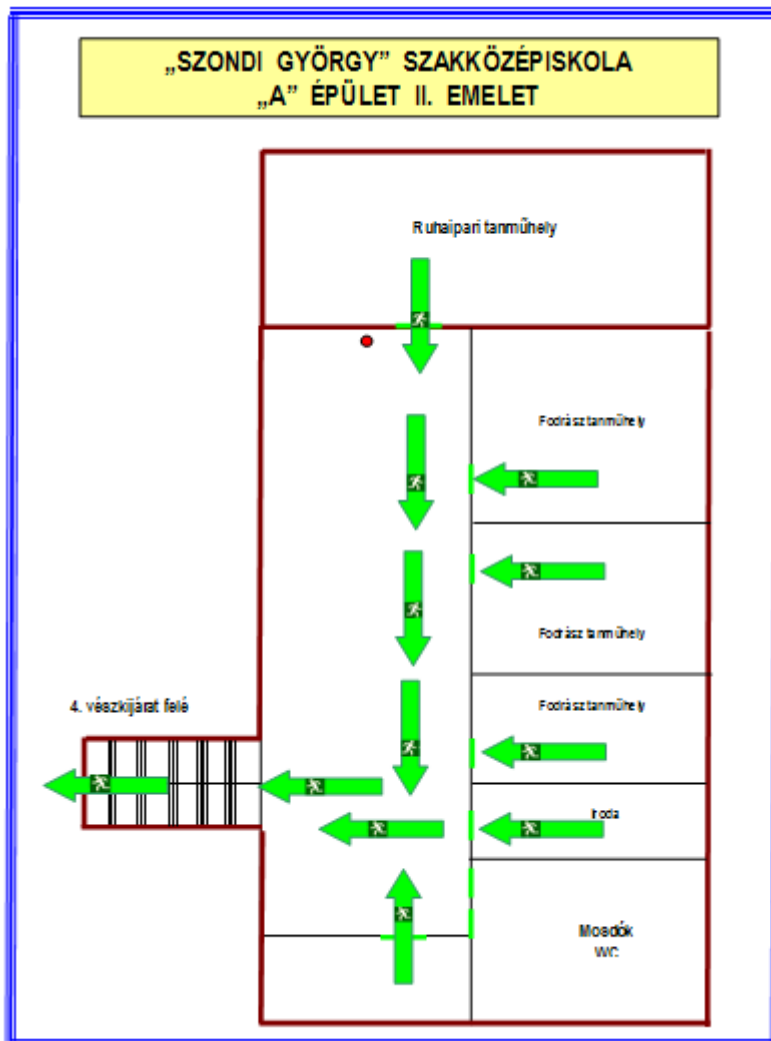 „SZONDI GYÖRGY” SZAKKÖZÉPISKOLA
„A” ÉPÜLET II. EMELET
Ruhaipari tanműhely
Fodrász tanműhely
Fodrász tanműhely
Fodrász tanműhely
4. vészkijárat felé
Iroda
Mosdók
WC